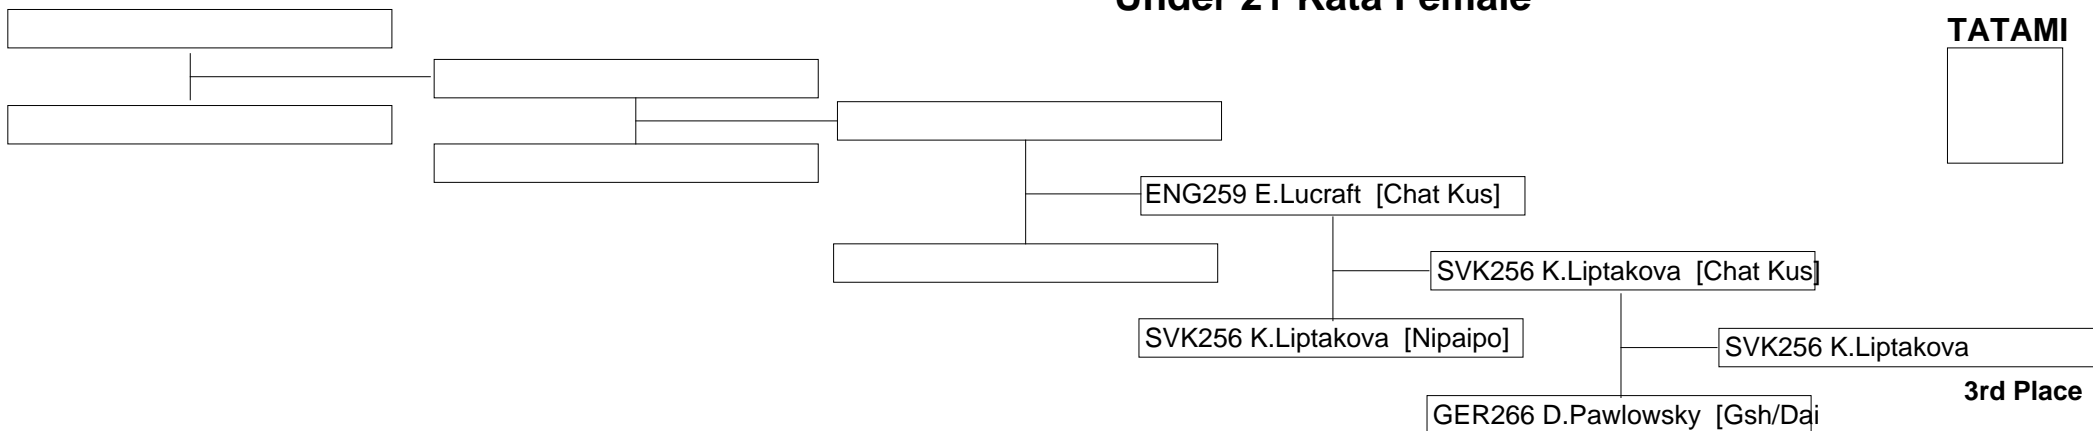 Under 21 Kata Female
TATAMI
ENG259 E.Lucraft [Chat Kus]
SVK256 K.Liptakova [Chat Kus]
SVK256 K.Liptakova [Nipaipo]
SVK256 K.Liptakova
3rd Place
GER266 D.Pawlowsky [Gsh/Dai